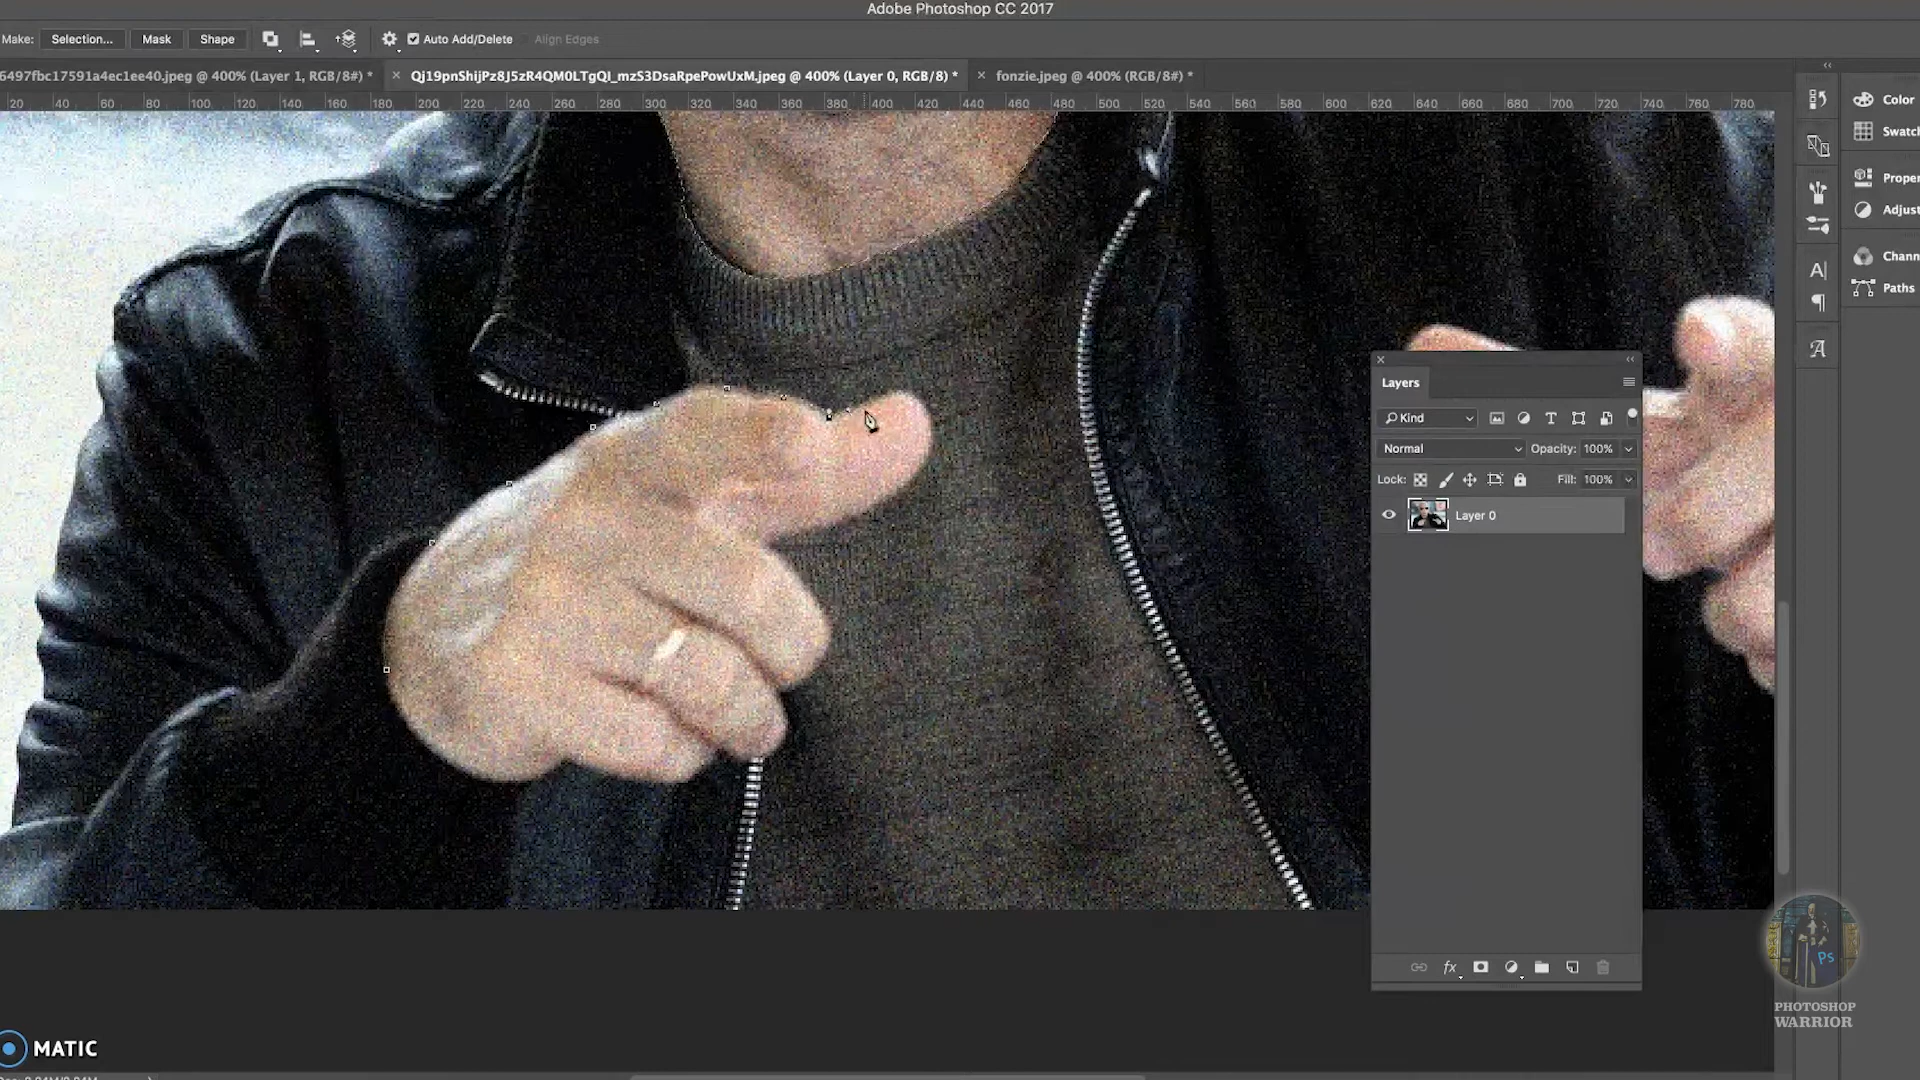 Adobe Photoshop CC 2017
Make: Selection... Mask Shape Auto Add/Delete Align Edges
6497fbc17591a4ec1ee40.jpeg @ 400% (Layer 1, RGB/8#) * × Qj19pnShijPz8J5zR4QM0LTgQI_mzS3DsaRpePowUxM.jpeg @ 400% (Layer 0, RGB/8) * × fonzie.jpeg @ 400% (RGB/8#) *
20 40 60 80 100 120 140 160 180 200 220 240 260 280 300 320 340 360 380 400 420 440 460 480 500 520 540 560 580 600 620 640 660 680 700 720 740 760 780
Color
Swatch
Proper
Adjust
Chann
Paths
Layers
Kind
Normal Opacity: 100%
Lock: Fill: 100%
Layer 0
fx
Ps
PHOTOSHOP
WARRIOR
MATIC